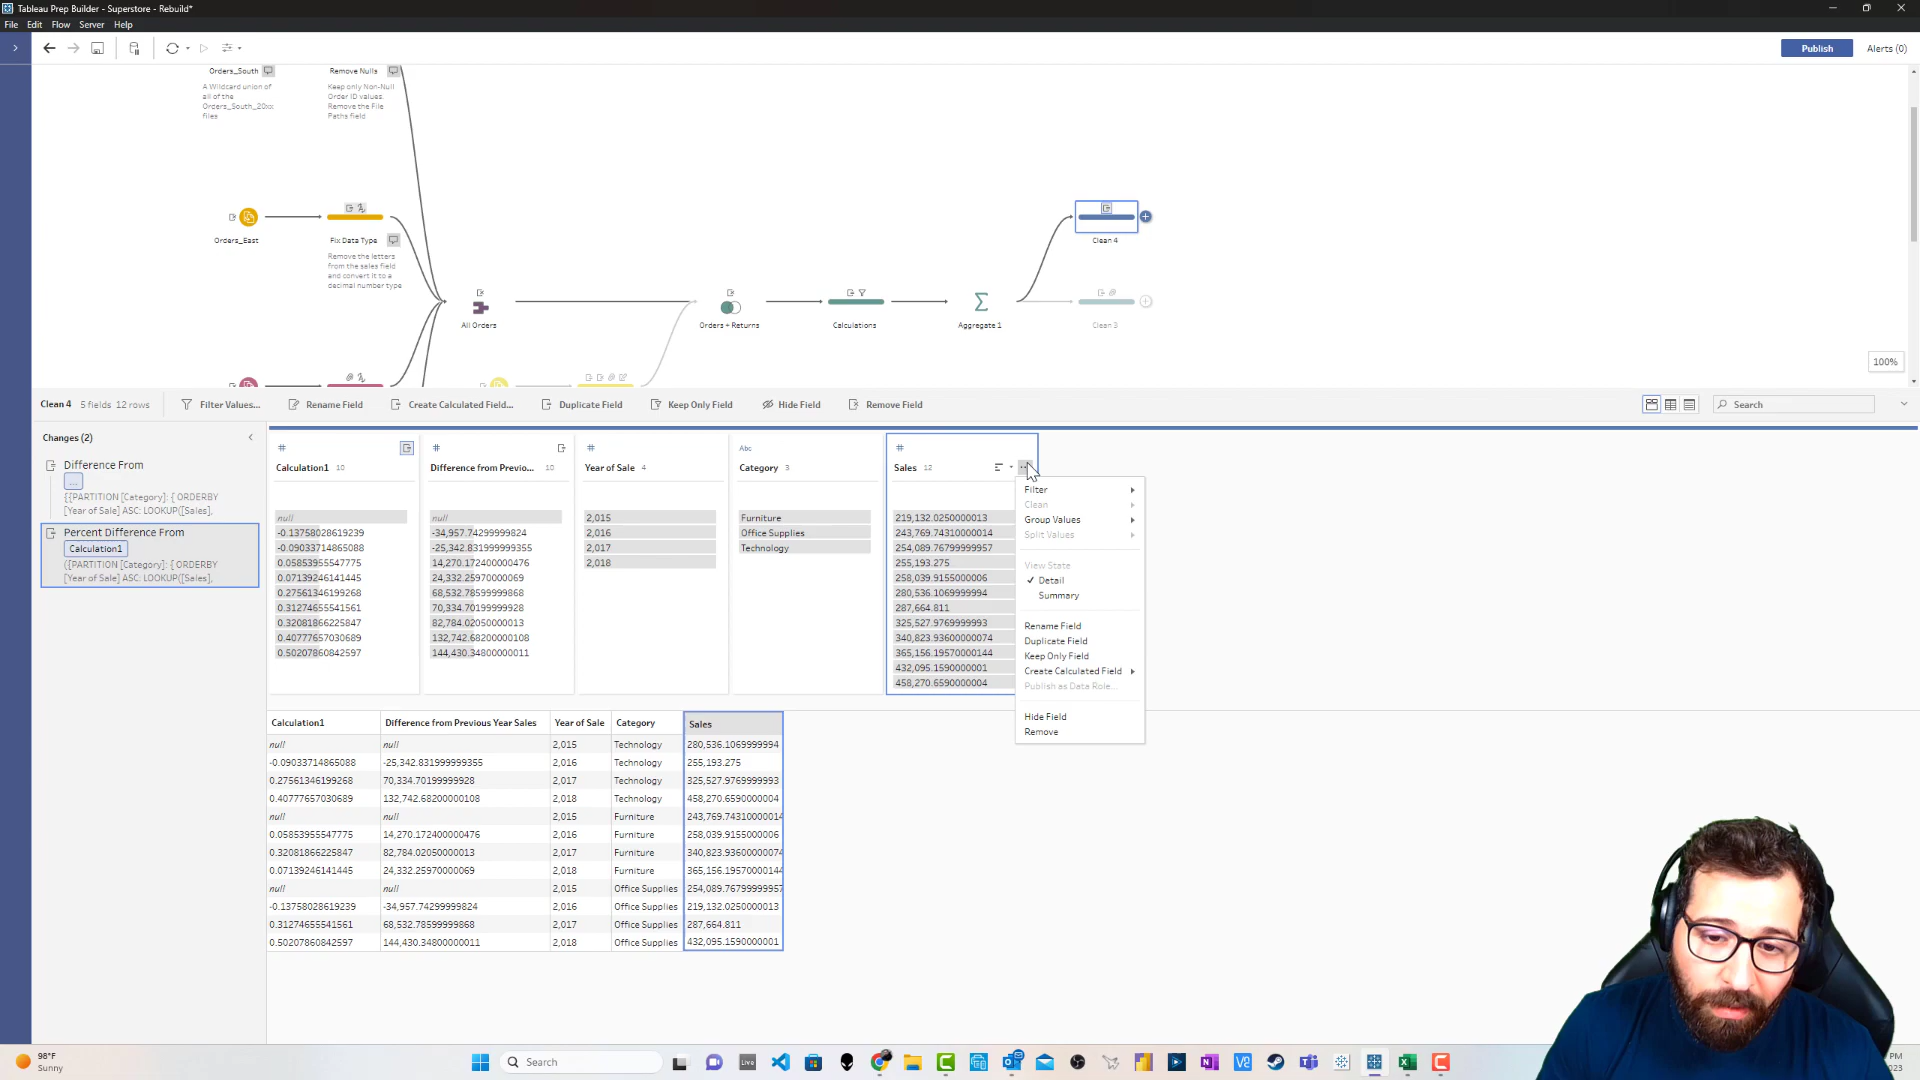 Tableau Prep Builder - Superstore - Rebuild*
File Edit Flow Server Help
Publish
Alerts (0)
Orders_South
A Wildcard union of
all of the
Orders_South_20xx
files
Remove Nulls
Keep only Non-Null
Order ID values.
Remove the File
Paths field
Orders_East
Fix Data Type
Remove the letters
from the sales field
and convert it to a
decimal number type
All Orders
Orders + Returns
Calculations
Aggregate 1
Clean 4
Clean 3
100%
Clean 4 5 fields 12 rows
Filter Values...
Rename Field
Create Calculated Field...
Duplicate Field
Keep Only Field
Hide Field
Remove Field
Search
Changes (2)
Difference From
...
{{PARTITION [Category]: { ORDERBY
[Year of Sale] ASC: LOOKUP([Sales],
Percent Difference From
Calculation1
({PARTITION [Category]: { ORDERBY
[Year of Sale] ASC: LOOKUP([Sales],
#
Calculation1 10
null
-0.13758028619239
-0.09033714865088
0.05853955547775
0.07139246141445
0.27561346199268
0.31274655541561
0.32081866225847
0.40777657030689
0.50207860842597
#
Difference from Previo... 10
null
-34,957.74299999824
-25,342.831999999355
14,270.172400000476
24,332.25970000069
68,532.78599999868
70,334.70199999928
82,784.02050000013
132,742.68200000108
144,430.34800000011
#
Year of Sale 4
2,015
2,016
2,017
2,018
Abc
Category 3
Furniture
Office Supplies
Technology
#
Sales 12
219,132.0250000013
243,769.74310000014
254,089.76799999957
255,193.275
258,039.9155000006
280,536.1069999994
287,664.811
325,527.9769999993
340,823.93600000074
365,156.19570000144
432,095.1590000001
458,270.6590000004
Filter
Clean
Group Values
Split Values
View State
✓ Detail
Summary
Rename Field
Duplicate Field
Keep Only Field
Create Calculated Field
Publish as Data Role...
Hide Field
Remove
Calculation1 Difference from Previous Year Sales Year of Sale Category Sales
null null 2,015 Technology 280,536.1069999994
-0.09033714865088 -25,342.831999999355 2,016 Technology 255,193.275
0.27561346199268 70,334.70199999928 2,017 Technology 325,527.9769999993
0.40777657030689 132,742.68200000108 2,018 Technology 458,270.6590000004
null null 2,015 Furniture 243,769.74310000014
0.05853955547775 14,270.172400000476 2,016 Furniture 258,039.9155000006
0.32081866225847 82,784.02050000013 2,017 Furniture 340,823.93600000074
0.07139246141445 24,332.25970000069 2,018 Furniture 365,156.19570000144
null null 2,015 Office Supplies 254,089.76799999957
-0.13758028619239 -34,957.74299999824 2,016 Office Supplies 219,132.0250000013
0.31274655541561 68,532.78599999868 2,017 Office Supplies 287,664.811
0.50207860842597 144,430.34800000011 2,018 Office Supplies 432,095.1590000001
98°F
Sunny
Search
Live
PM
023